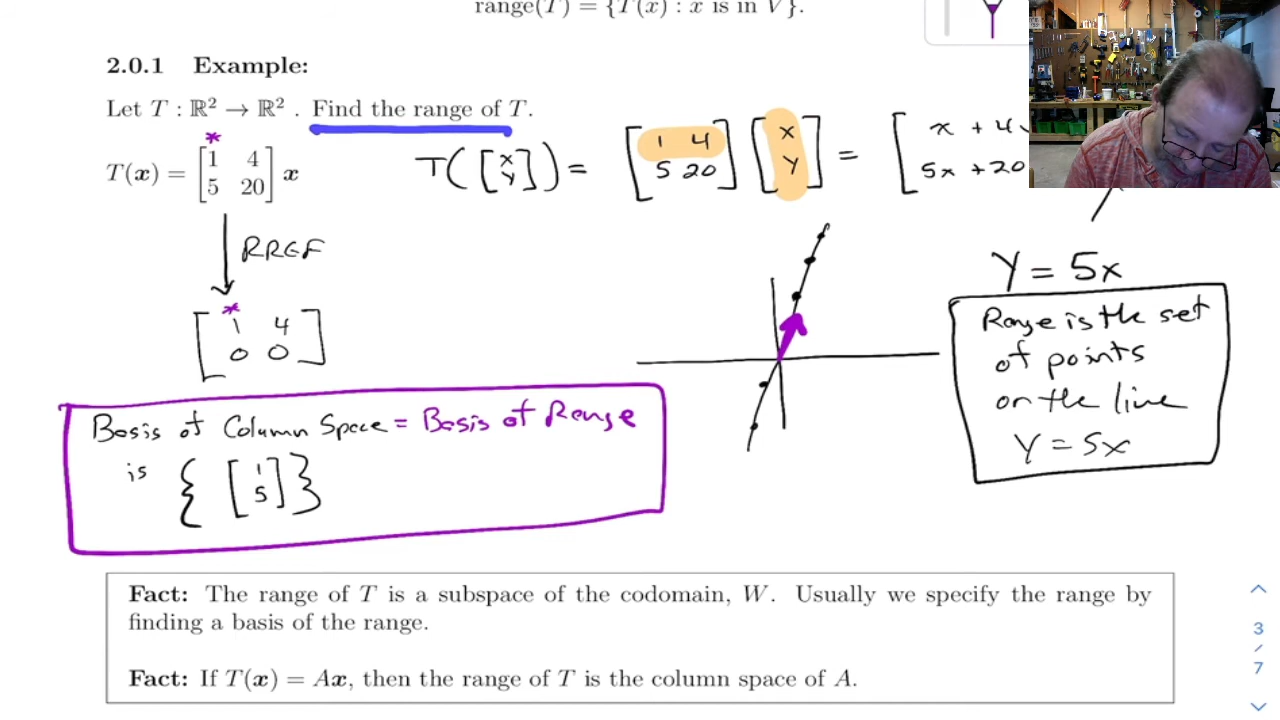 range(T) = {T(x) : x is in V}.
2.0.1 Example:
Let T : ℝ² → ℝ² . Find the range of T.
*
T(x) = [1 4
5 20] x
T([x
y]) = [1 4
5 20] [x
y] = [x + 4
5x + 20
RREF
*
[1 4
0 0]
y = 5x
Range is the set
of points
on the line
y = 5x
Basis of Column Space = Basis of Range
is { [1
5] }
Fact: The range of T is a subspace of the codomain, W. Usually we specify the range by
finding a basis of the range.
Fact: If T(x) = Ax, then the range of T is the column space of A.
3
/
7